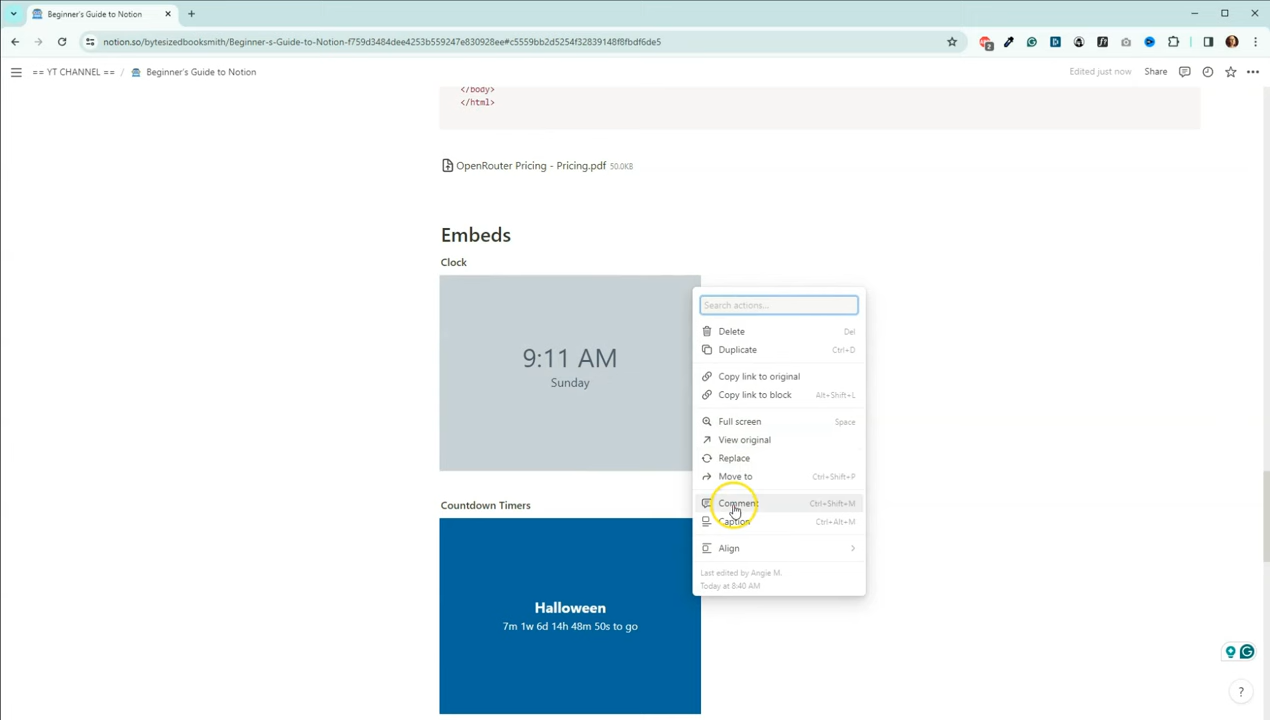 Beginner's Guide to Notion
notion.so/bytesizedbooksmith/Beginner-s-Guide-to-Notion-f759d3484dee4253b559247e830928ee#c5559bb2d5254f32839148f8fbdf6de5
2
== YT CHANNEL == / Beginner's Guide to Notion
Edited just now
Share
</body>
</html>
OpenRouter Pricing - Pricing.pdf 50.0KB
Embeds
Clock
9:11 AM
Sunday
Search actions...
Delete Del
Duplicate Ctrl+D
Copy link to original
Copy link to block Alt+Shift+L
Full screen Space
View original
Replace
Move to Ctrl+Shift+P
Comment Ctrl+Shift+M
Caption Ctrl+Alt+M
Align
Last edited by Angie M.
Today at 8:40 AM
Countdown Timers
Halloween
7m 1w 6d 14h 48m 50s to go
?